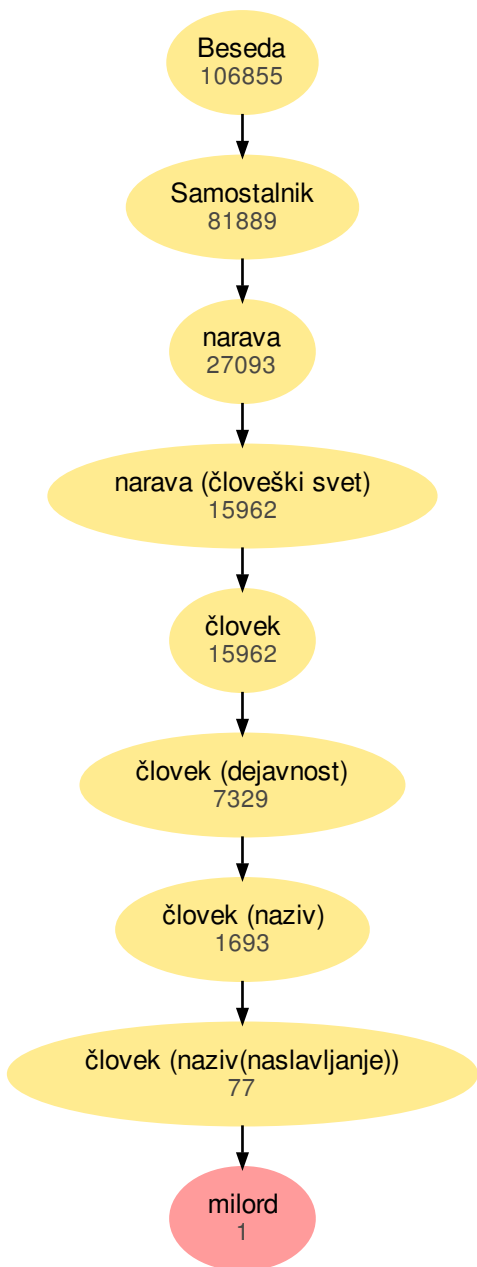 Beseda
106855
Samostalnik
81889
narava
27093
narava (človeški svet)
15962
človek
15962
človek (dejavnost)
7329
človek (naziv)
1693
človek (naziv(naslavljanje))
77
milord
1